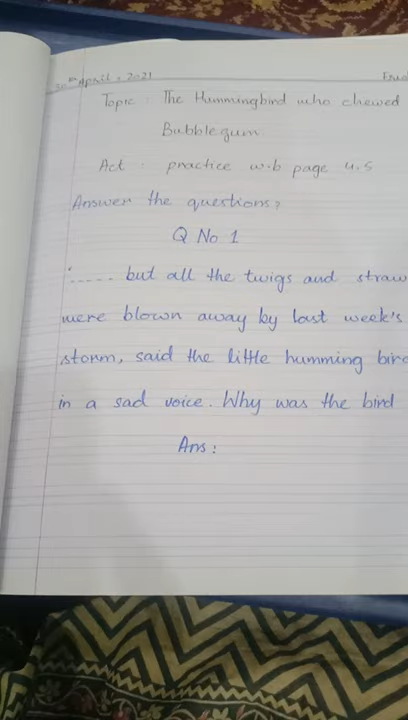 30th April, 2021
Topic : The Hummingbird who chewed
Bubblegum.
Act : practice w.b page 4.5
Answer the questions?
Q No 1
"..... but all the twigs and straw
were blown away by last week's
storm, said the little humming bird
in a sad voice. Why was the bird
Ans :